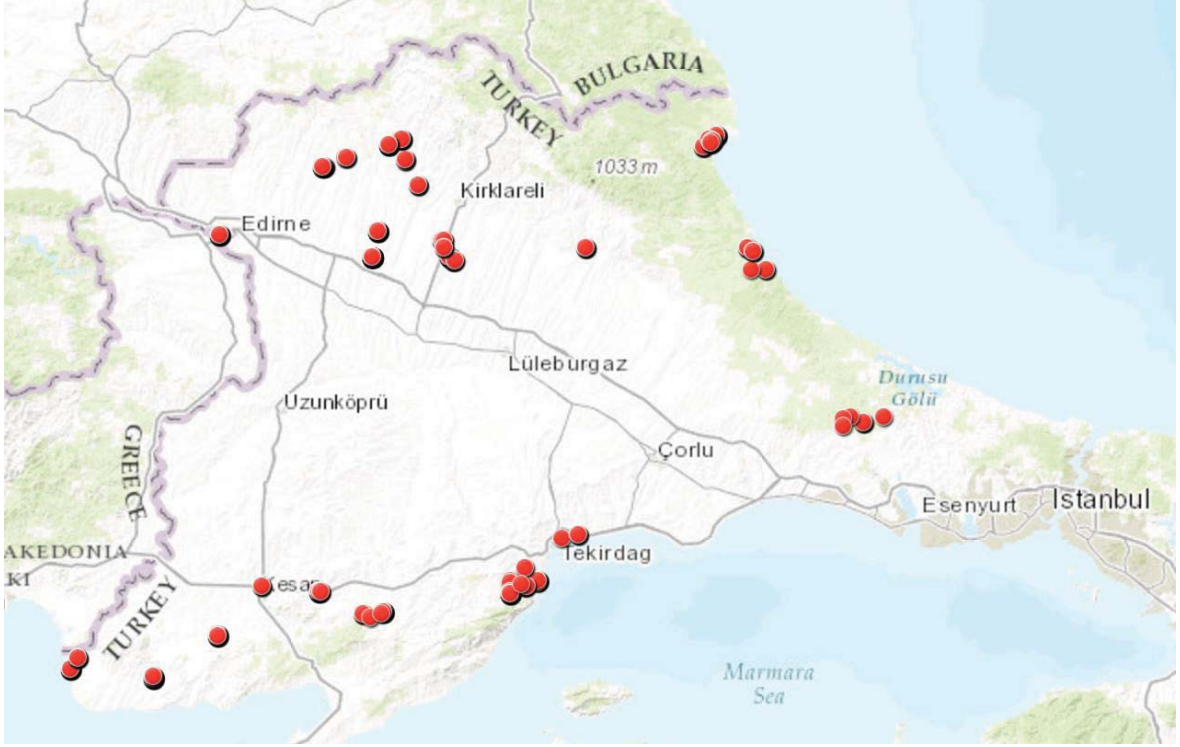 BULGARIA
TURKEY
1033 m
Kirklareli
Edirne
Lüleburgaz
Durusu
Gölü
Uzunköprü
GREECE
Çorlu
Esenyurt
Istanbul
AKEDONIA
KI
Tekirdag
Kesan
TURKEY
Marmara
Sea